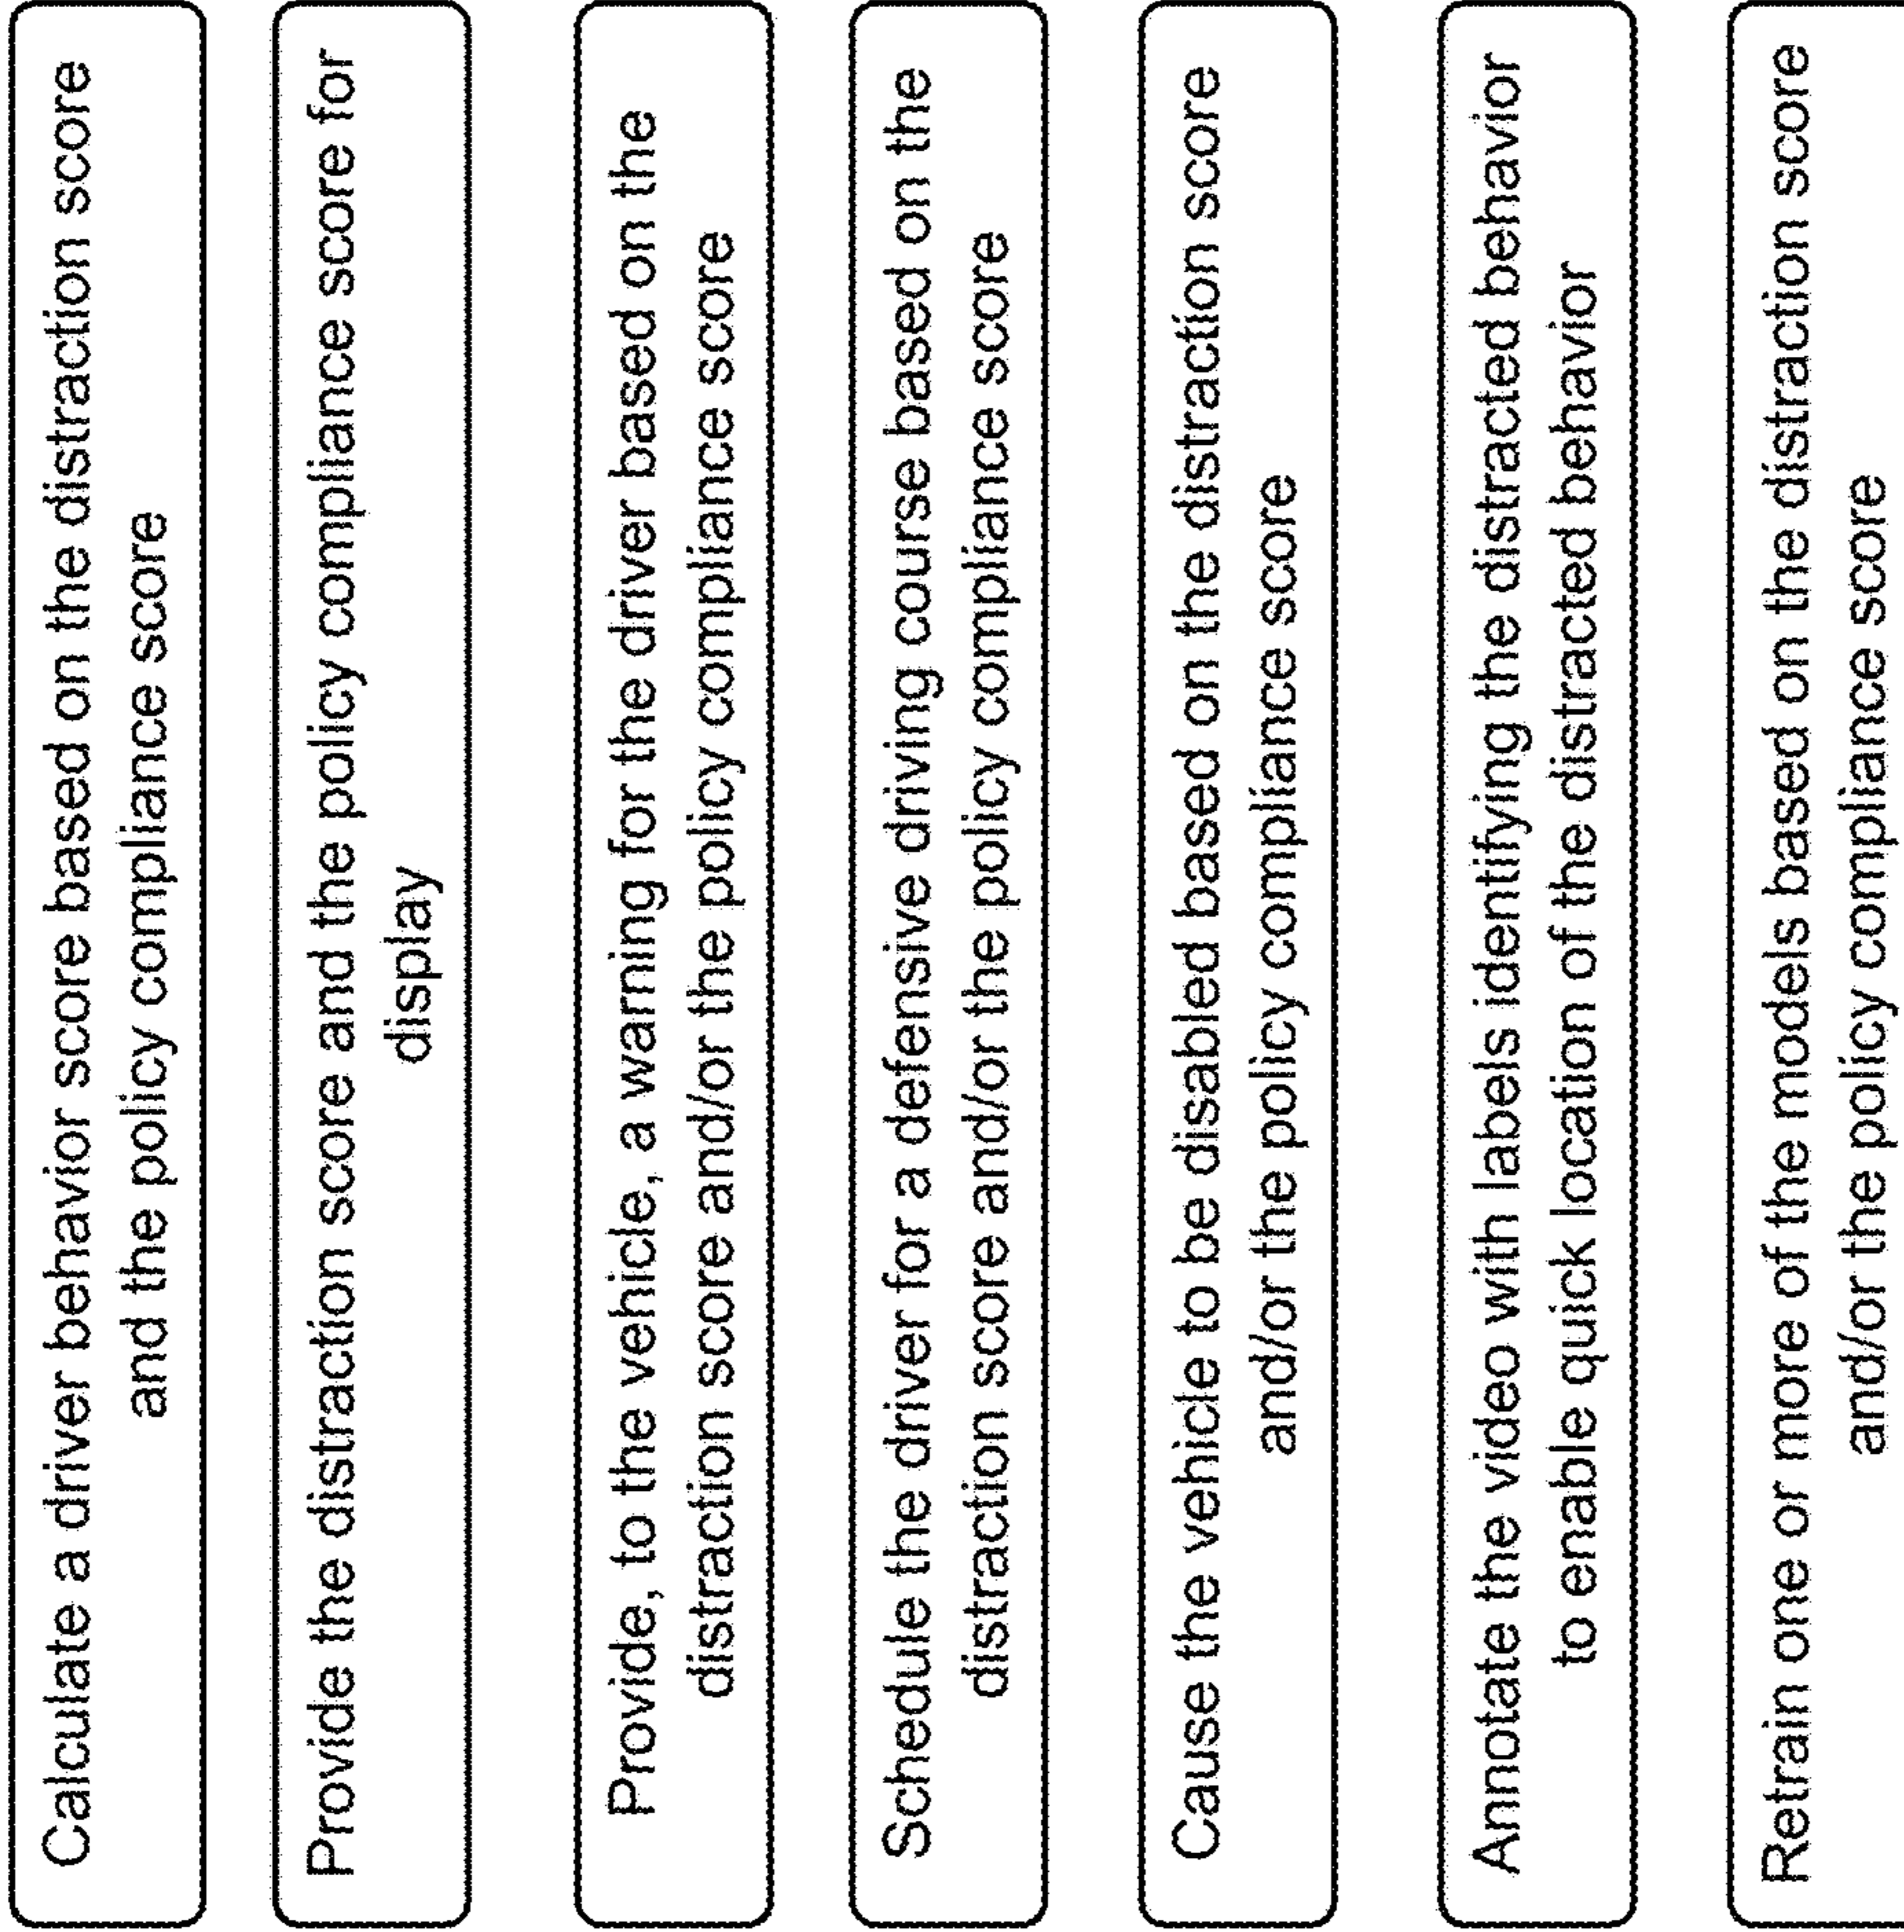 Calculate a driver behavior score based on the distraction score
and the policy compliance score
Provide the distraction score and the policy compliance score for
display
Provide, to the vehicle, a warning for the driver based on the
distraction score and/or the policy compliance score
Schedule the driver for a defensive driving course based on the
distraction score and/or the policy compliance score
Cause the vehicle to be disabled based on the distraction score
and/or the policy compliance score
Annotate the video with labels identifying the distracted behavior
to enable quick location of the distracted behavior
Retrain one or more of the models based on the distraction score
and/or the policy compliance score